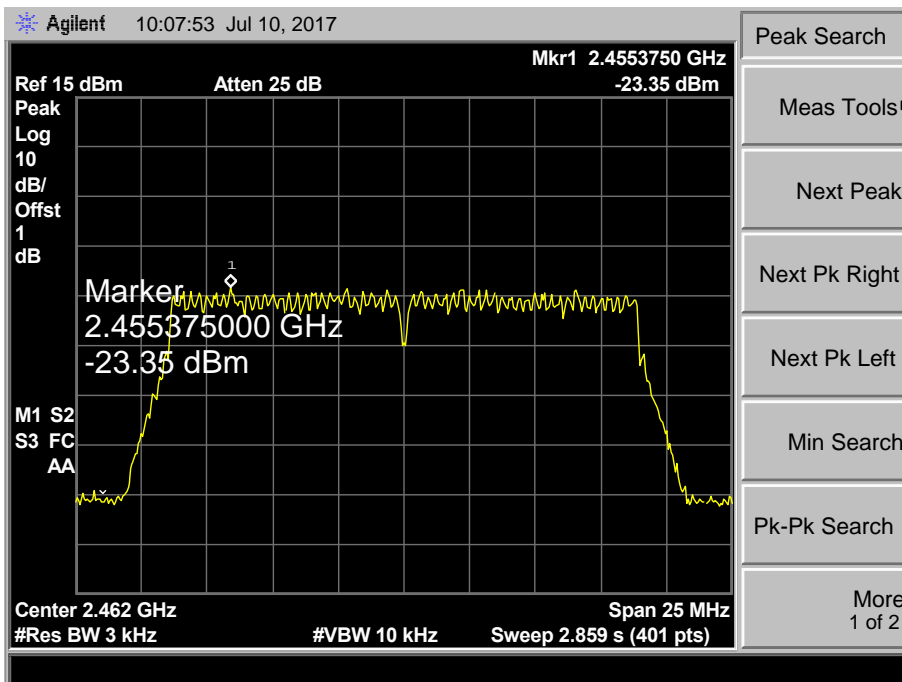 Agilent 10:07:53 Jul 10, 2017
Mkr1 2.4553750 GHz
Ref 15 dBm Atten 25 dB -23.35 dBm
Peak
Log
10
dB/
Offst
1
dB
1
Marker
2.455375000 GHz
-23.35 dBm
M1 S2
S3 FC
AA
Center 2.462 GHz Span 25 MHz
#Res BW 3 kHz #VBW 10 kHz Sweep 2.859 s (401 pts)
Peak Search
Meas Tools
Next Peak
Next Pk Right
Next Pk Left
Min Search
Pk-Pk Search
More
1 of 2